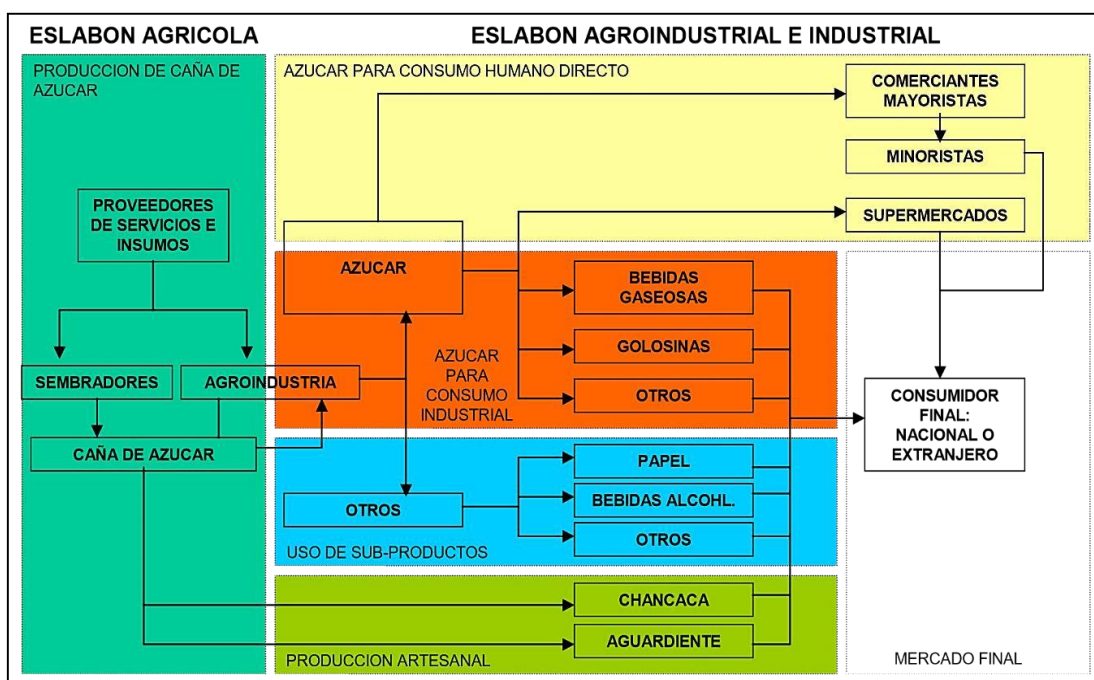 ESLABON AGRICOLA
ESLABON AGROINDUSTRIAL E INDUSTRIAL
PRODUCCION DE CAÑA DE
AZUCAR
PROVEEDORES
DE SERVICIOS E
INSUMOS
SEMBRADORES
AGROINDUSTRIA
CAÑA DE AZUCAR
AZUCAR PARA CONSUMO HUMANO DIRECTO
COMERCIANTES
MAYORISTAS
MINORISTAS
SUPERMERCADOS
AZUCAR
BEBIDAS
GASEOSAS
GOLOSINAS
OTROS
AZUCAR
PARA
CONSUMO
INDUSTRIAL
CONSUMIDOR
FINAL:
NACIONAL O
EXTRANJERO
OTROS
PAPEL
BEBIDAS ALCOHL.
OTROS
USO DE SUB-PRODUCTOS
CHANCACA
AGUARDIENTE
PRODUCCION ARTESANAL
MERCADO FINAL